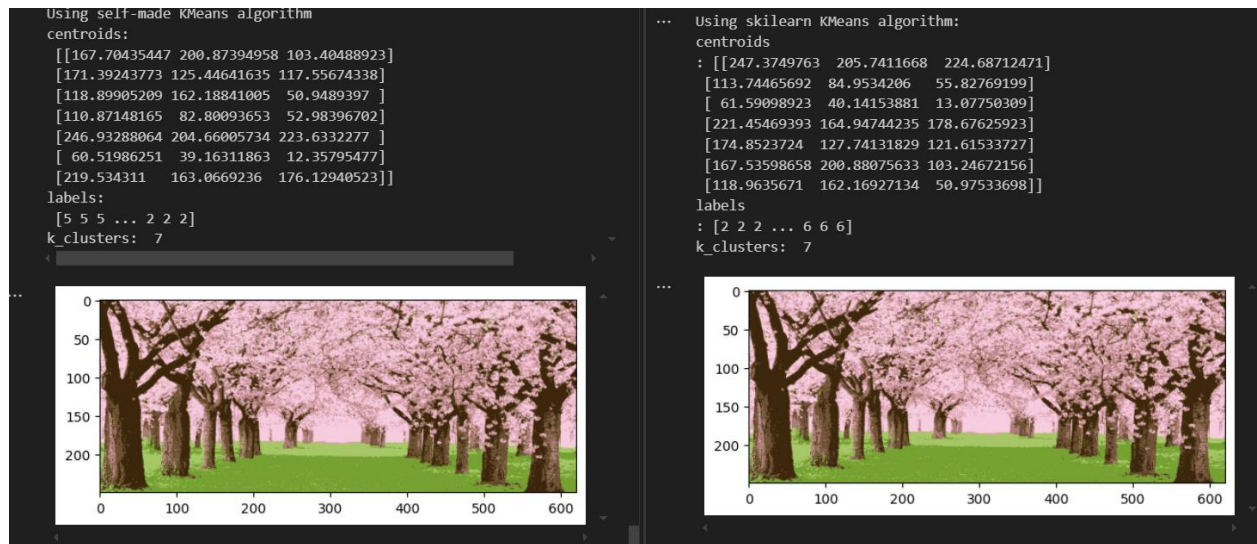 Using self-made KMeans algorithm
centroids:
[[167.70435447 200.87394958 103.40488923]
[171.39243773 125.44641635 117.55674338]
[118.89905209 162.18841005 50.9489397 ]
[110.87148165 82.80093653 52.98396702]
[246.93288064 204.66005734 223.6332277 ]
[ 60.51986251 39.16311863 12.35795477]
[219.534311 163.0669236 176.12940523]]
labels:
[5 5 5 ... 2 2 2]
k_clusters: 7
...
0
50
100
150
200
0 100 200 300 400 500 600
...
Using skilearn KMeans algorithm:
centroids
: [[247.3749763 205.7411668 224.68712471]
[113.74465692 84.9534206 55.82769199]
[ 61.59098923 40.14153881 13.07750309]
[221.45469393 164.94744235 178.67625923]
[174.8523724 127.74131829 121.61533727]
[167.53598658 200.88075633 103.24672156]
[118.9635671 162.16927134 50.97533698]]
labels
: [2 2 2 ... 6 6 6]
k_clusters: 7
...
0
50
100
150
200
0 100 200 300 400 500 600